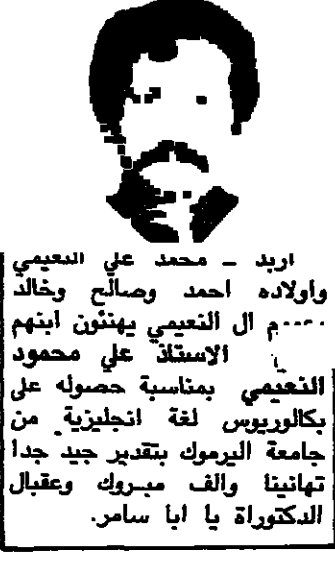 اربد ــ محمد علي النعيمي
واولاده احمد وصالح وخالد
ال النعيمي يهنئون ابنهم
الاستاذ علي محمود
النعيمي بمناسبة حصوله على
بكالوريوس لغة انجليزية من
جامعة اليرموك بتقدير جيد جدا
تهانينا والف مبروك وعقبال
الدكتوراة يا ابا سامر.